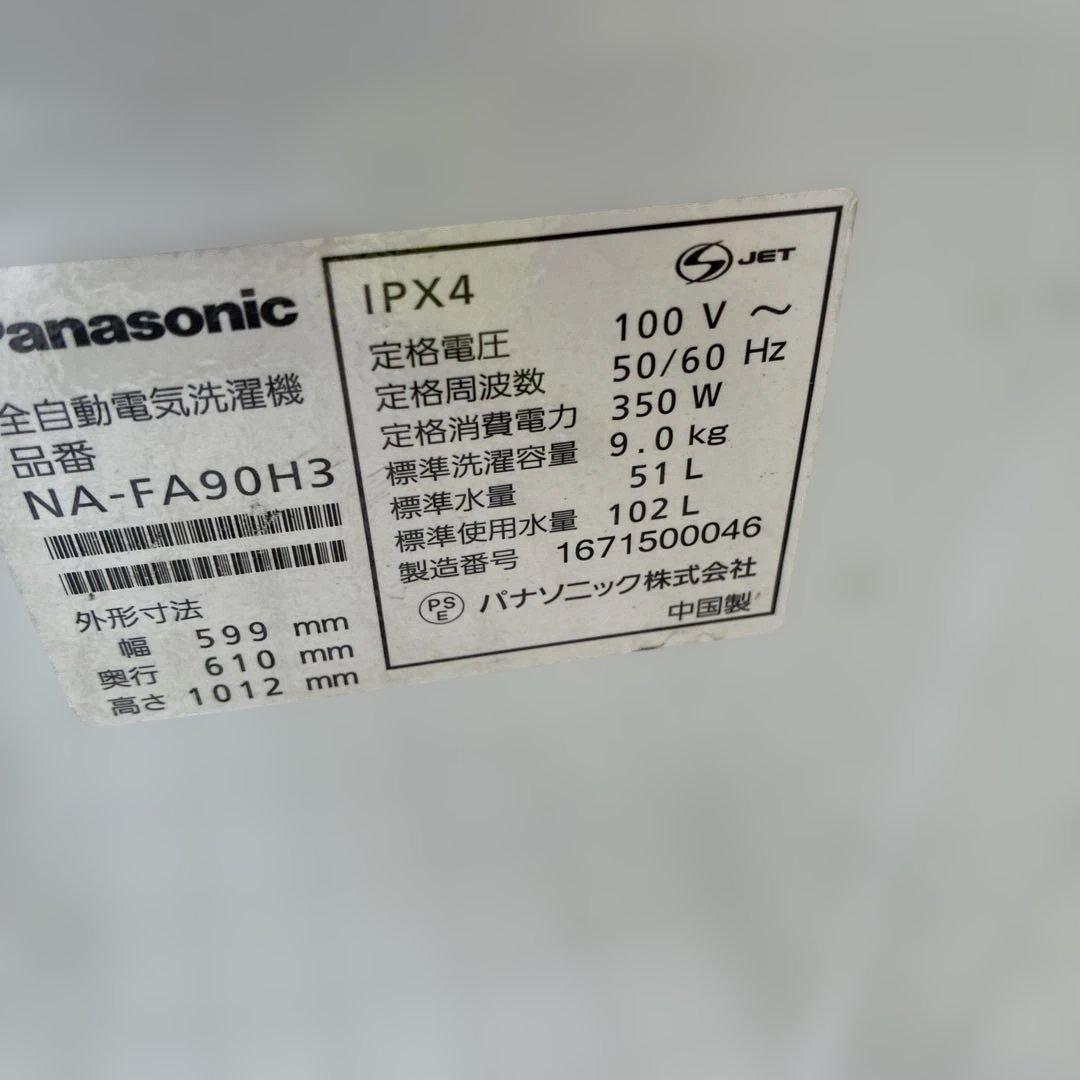 Panasonic
全自動電気洗濯機
品番
NA-FA90H3
外形寸法
幅 599 mm
奥行 610 mm
高さ 1012 mm
IPX4
JET
定格電圧 100 V ～
定格周波数 50/60 Hz
定格消費電力 350 W
標準洗濯容量 9.0 kg
標準水量 51 L
標準使用水量 102 L
製造番号 1671500046
PSE パナソニック株式会社
中国製